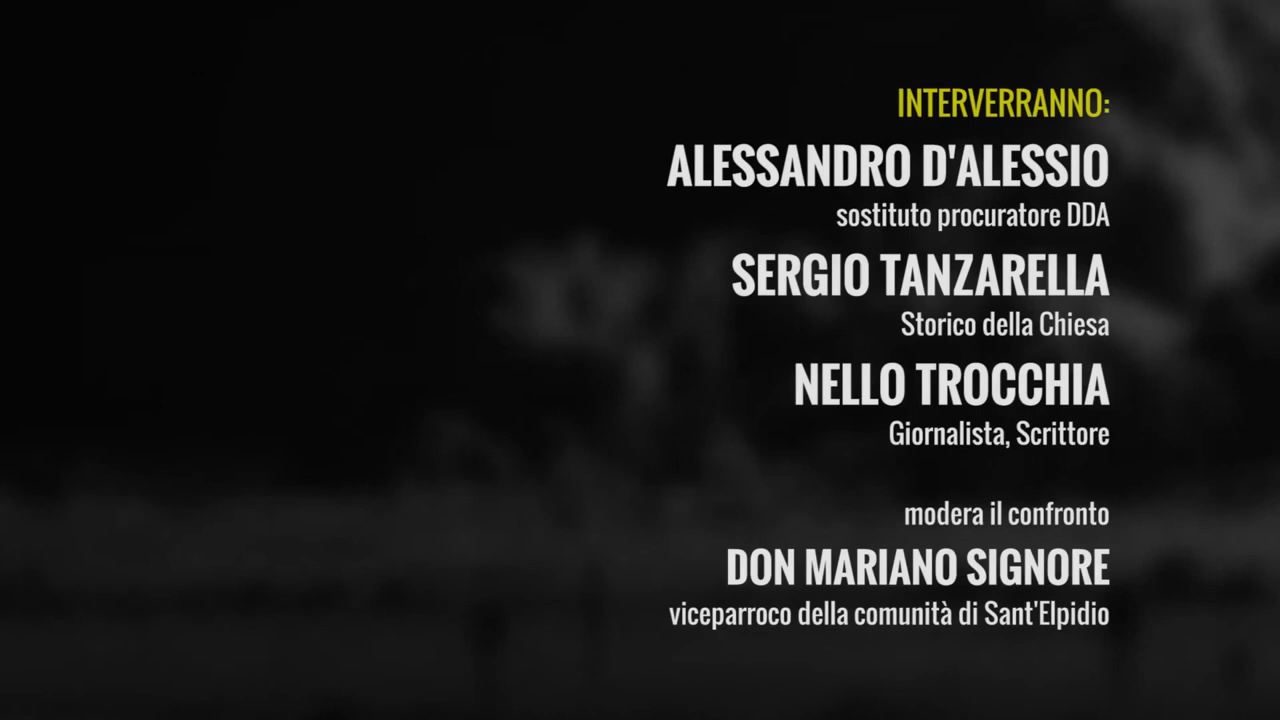 INTERVERRANNO:
ALESSANDRO D'ALESSIO
sostituto procuratore DDA
SERGIO TANZARELLA
Storico della Chiesa
NELLO TROCCHIA
Giornalista, Scrittore
modera il confronto
DON MARIANO SIGNORE
viceparroco della comunità di Sant'Elpidio